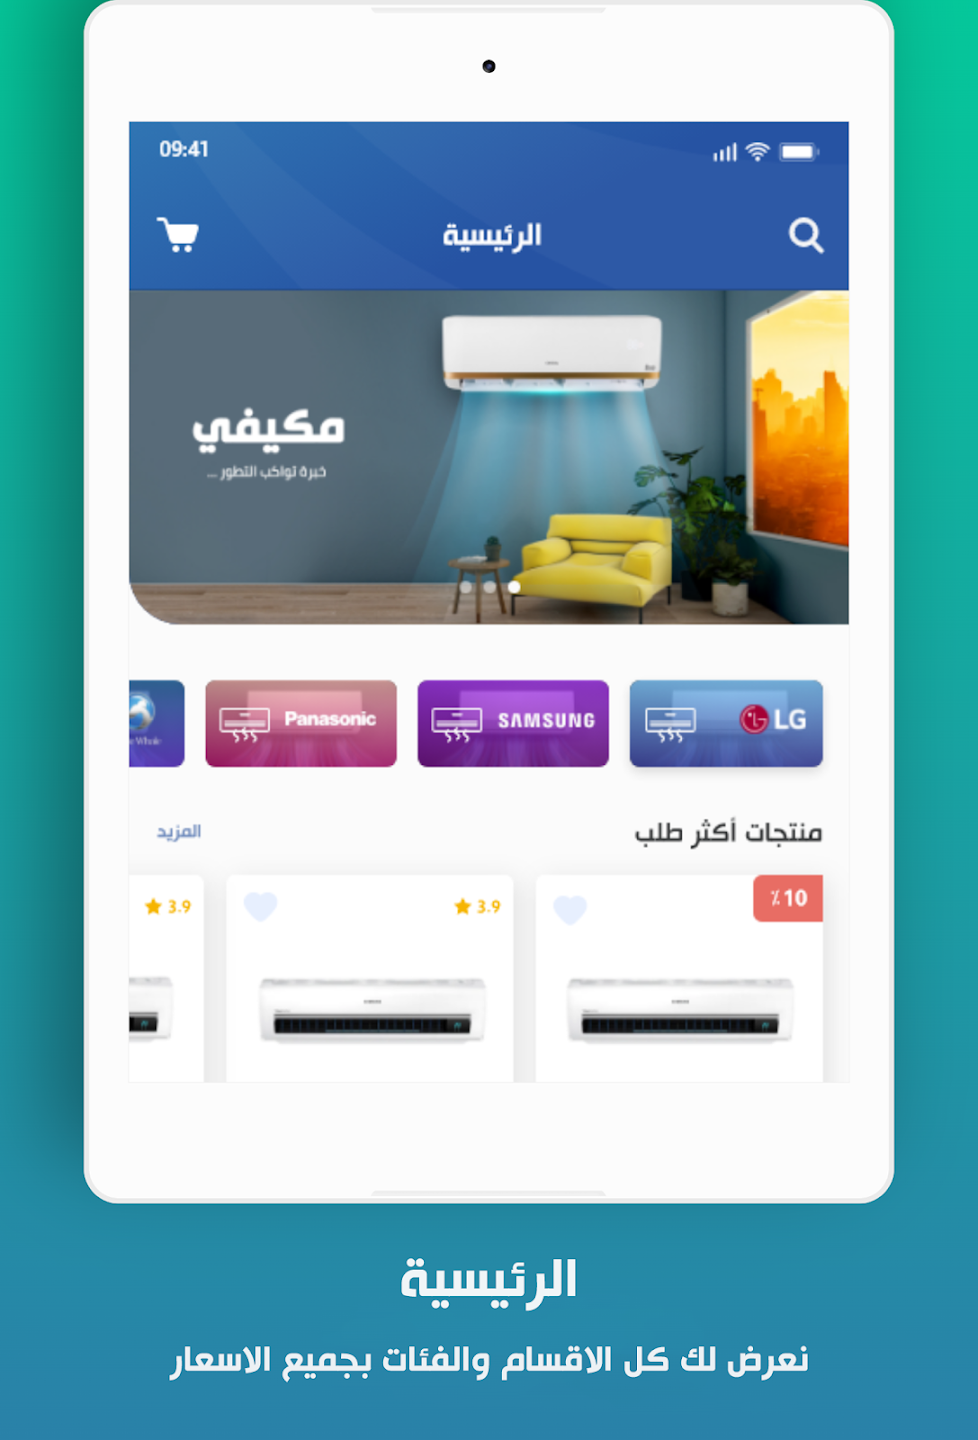 09:41
الرئيسية
مكيفي
خبرة تواكب التطور ...
LG
SAMSUNG
Panasonic
منتجات أكثر طلب
المزيد
٪10
3.9
3.9
الرئيسية
نعرض لك كل الاقسام والفئات بجميع الاسعار